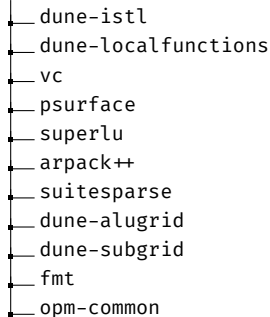 dune-istl
dune-localfunctions
vc
psurface
superlu
arpack++
suitesparse
dune-alugrid
dune-subgrid
fmt
opm-common